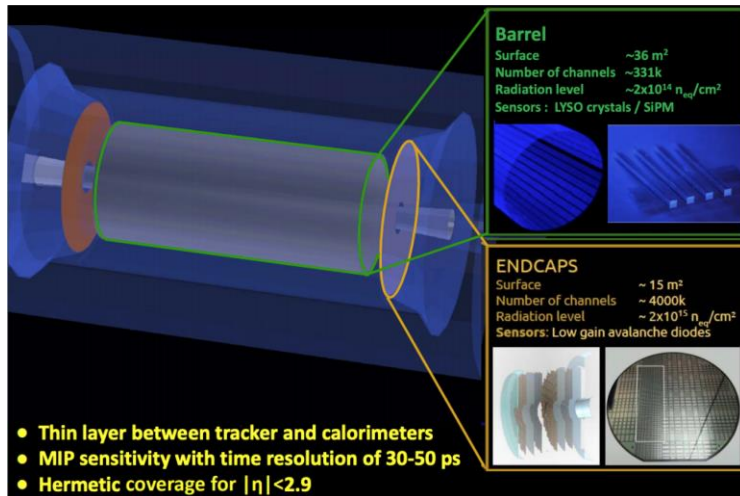 Barrel
Surface ~36 m²
Number of channels ~331k
Radiation level ~2x10¹⁴ n_eq/cm²
Sensors : LYSO crystals / SiPM
ENDCAPS
Surface ~ 15 m²
Number of channels ~ 4000k
Radiation level ~ 2x10¹⁵ n_eq/cm²
Sensors: Low gain avalanche diodes
• Thin layer between tracker and calorimeters
• MIP sensitivity with time resolution of 30-50 ps
• Hermetic coverage for |η|<2.9